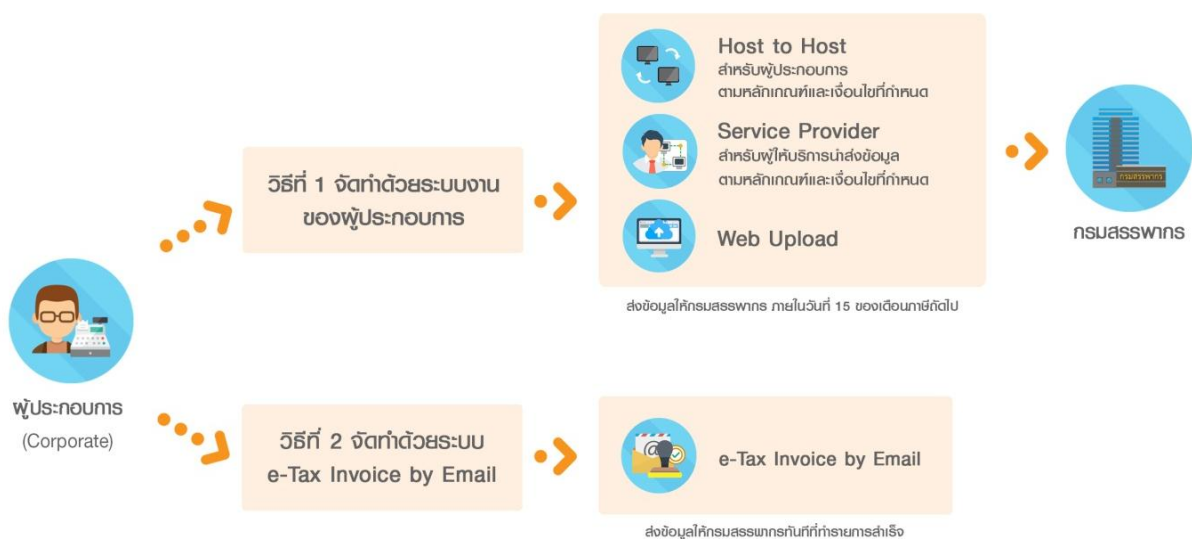 ผู้ประกอบการ
(Corporate)
วิธีที่ 1 จัดทำด้วยระบบงาน
ของผู้ประกอบการ
Host to Host
สำหรับผู้ประกอบการ
ตามหลักเกณฑ์และเงื่อนไขที่กำหนด
Service Provider
สำหรับผู้ให้บริการนำส่งข้อมูล
ตามหลักเกณฑ์และเงื่อนไขที่กำหนด
Web Upload
ส่งข้อมูลให้กรมสรรพากร ภายในวันที่ 15 ของเดือนภาษีถัดไป
กรมสรรพากร
กรมสรรพากร
วิธีที่ 2 จัดทำด้วยระบบ
e-Tax Invoice by Email
@
e-Tax Invoice by Email
ส่งข้อมูลให้กรมสรรพากรทันทีที่ทำรายการสำเร็จ